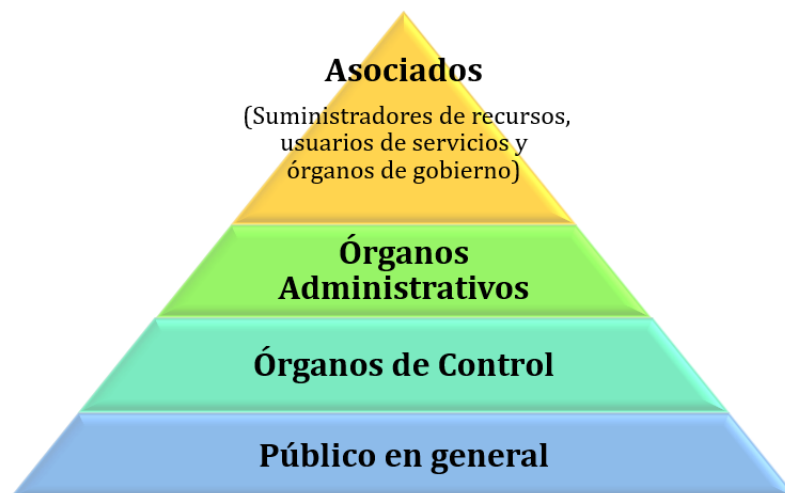 Asociados
(Suministradores de recursos,
usuarios de servicios y
órganos de gobierno)
Órganos
Administrativos
Órganos de Control
Público en general